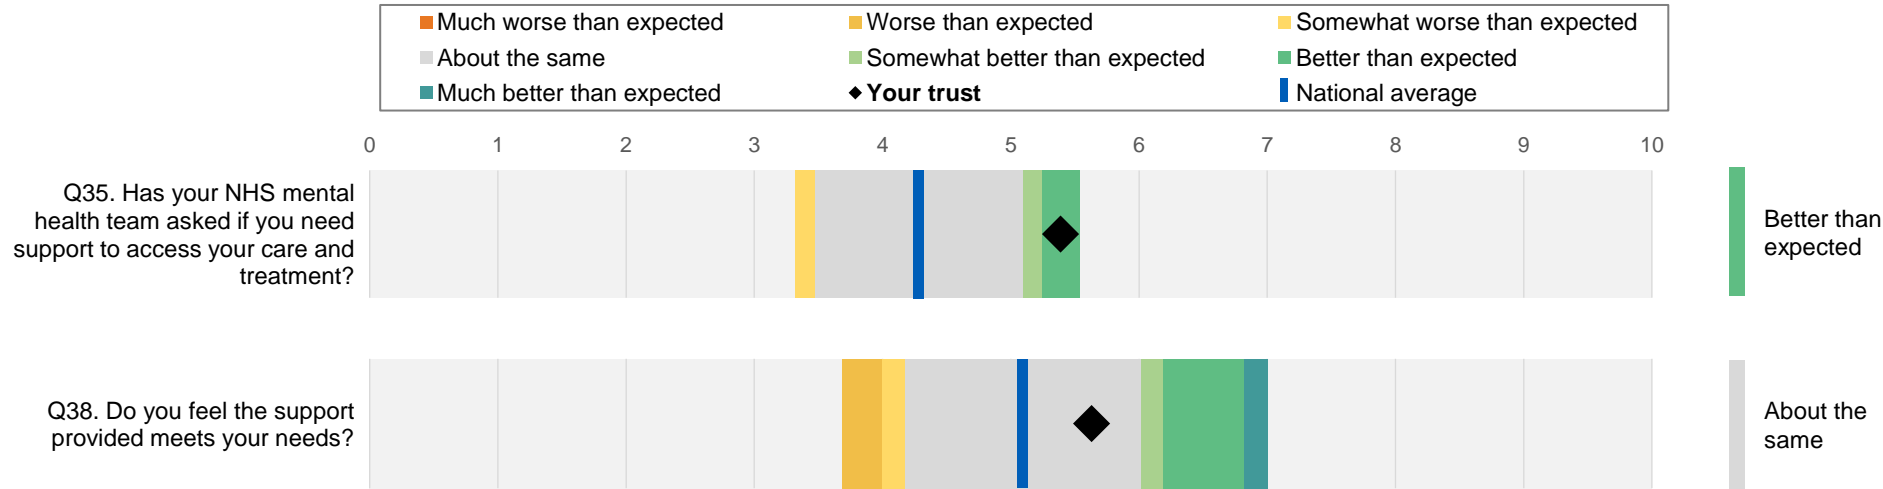 Much worse than expected
Worse than expected
Somewhat worse than expected
About the same
Somewhat better than expected
Better than expected
Much better than expected
Your trust
National average
0 1 2 3 4 5 6 7 8 9 10
Q35. Has your NHS mental
health team asked if you need
support to access your care and
treatment?
Better than
expected
Q38. Do you feel the support
provided meets your needs?
About the
same